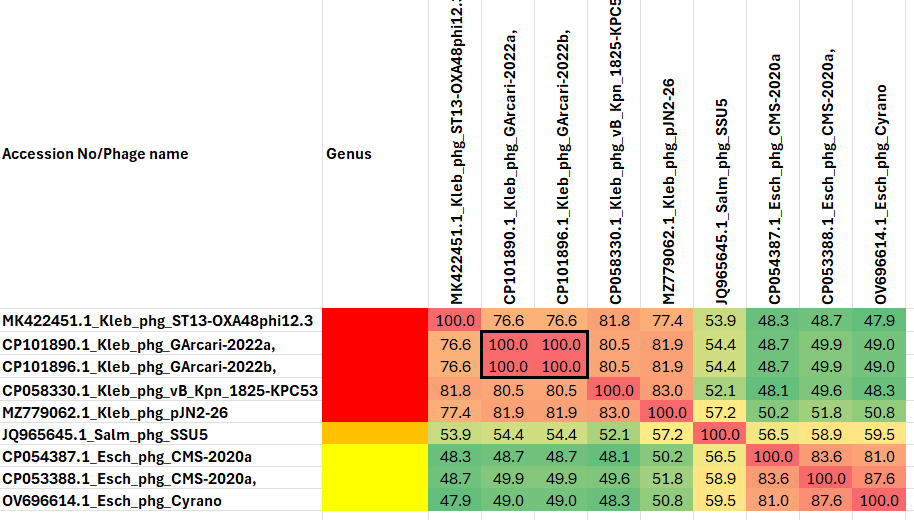 Accession No/Phage name Genus MK422451.1_Kleb_phg_ST13-OXA48phi12.3 CP101890.1_Kleb_phg_GArcari-2022a, CP101896.1_Kleb_phg_GArcari-2022b, CP058330.1_Kleb_phg_vB_Kpn_1825-KPC5 MZ779062.1_Kleb_phg_pJN2-26 JQ965645.1_Salm_phg_SSU5 CP054387.1_Esch_phg_CMS-2020a CP053388.1_Esch_phg_CMS-2020a, OV696614.1_Esch_phg_Cyrano
MK422451.1_Kleb_phg_ST13-OXA48phi12.3 100.0 76.6 76.6 81.8 77.4 53.9 48.3 48.7 47.9
CP101890.1_Kleb_phg_GArcari-2022a, 76.6 100.0 100.0 80.5 81.9 54.4 48.7 49.9 49.0
CP101896.1_Kleb_phg_GArcari-2022b, 76.6 100.0 100.0 80.5 81.9 54.4 48.7 49.9 49.0
CP058330.1_Kleb_phg_vB_Kpn_1825-KPC53 81.8 80.5 80.5 100.0 83.0 52.1 48.1 49.6 48.3
MZ779062.1_Kleb_phg_pJN2-26 77.4 81.9 81.9 83.0 100.0 57.2 50.2 51.8 50.8
JQ965645.1_Salm_phg_SSU5 53.9 54.4 54.4 52.1 57.2 100.0 56.5 58.9 59.5
CP054387.1_Esch_phg_CMS-2020a 48.3 48.7 48.7 48.1 50.2 56.5 100.0 83.6 81.0
CP053388.1_Esch_phg_CMS-2020a, 48.7 49.9 49.9 49.6 51.8 58.9 83.6 100.0 87.6
OV696614.1_Esch_phg_Cyrano 47.9 49.0 49.0 48.3 50.8 59.5 81.0 87.6 100.0